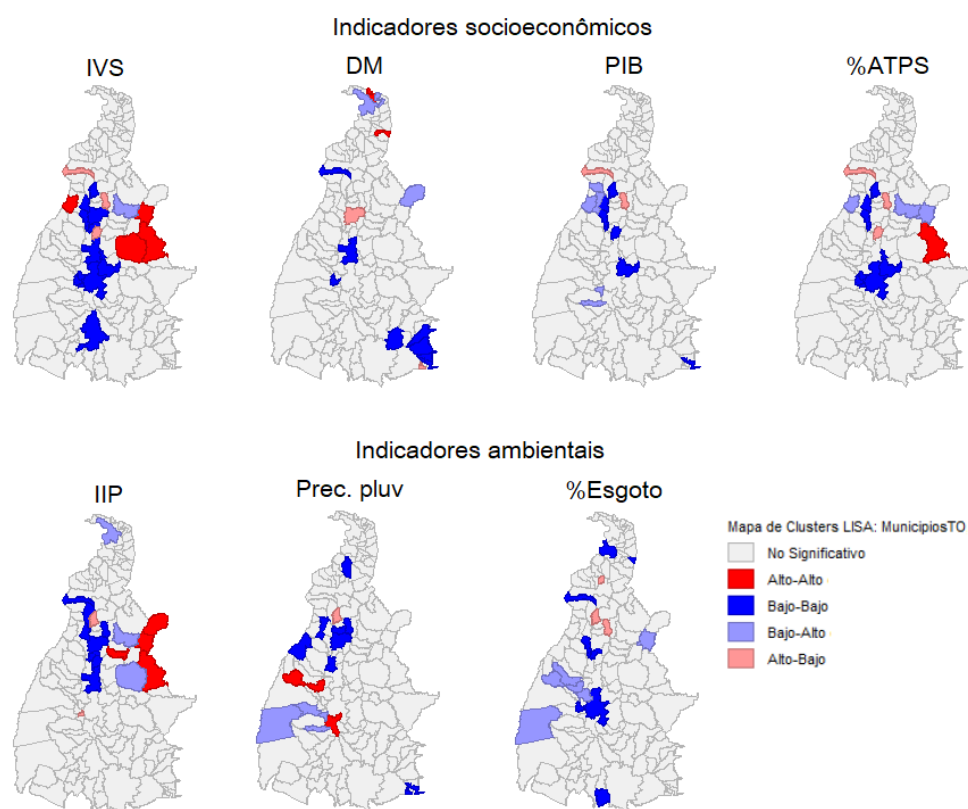 Indicadores socioeconômicos
IVS
DM
PIB
%ATPS
Indicadores ambientais
IIP
Prec. pluv
%Esgoto
Mapa de Clusters LISA: MunicipiosTO
No Significativo
Alto-Alto
Bajo-Bajo
Bajo-Alto
Alto-Bajo